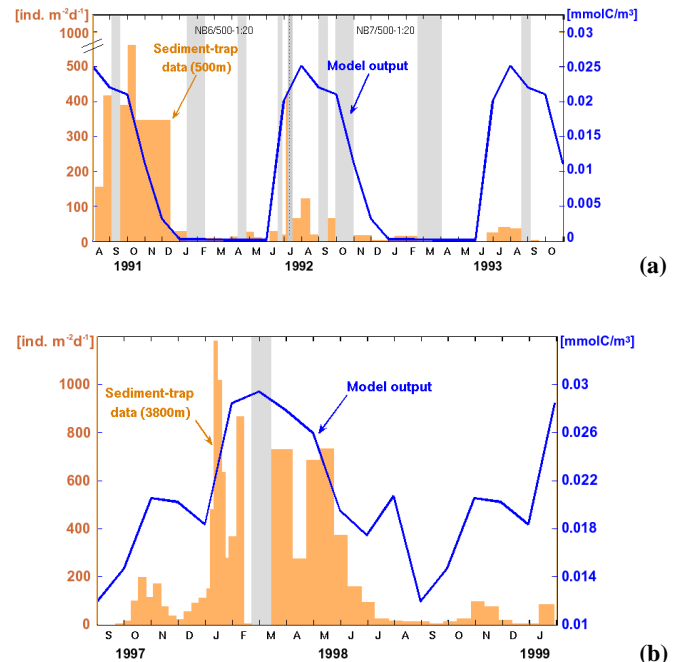 [ind. m⁻²d⁻¹] [mmolC/m³]
1000 NB6/500-1:20 NB7/500-1:20 0.03
Sediment-trap
data (500m)
Model output
500 0.025
400 0.02
300 0.015
200 0.01
100 0.005
0 0
A S O N D J F M A M J J A S O N D J F M A M J J A S O
1991 1992 1993
(a)
[ind. m⁻²d⁻¹] [mmolC/m³]
1000 0.03
Sediment-trap
data (3800m)
Model output
800 0.026
600 0.022
400 0.018
200 0.014
0 0.01
S O N D J F M A M J J A S O N D J
1997 1998 1999
(b)